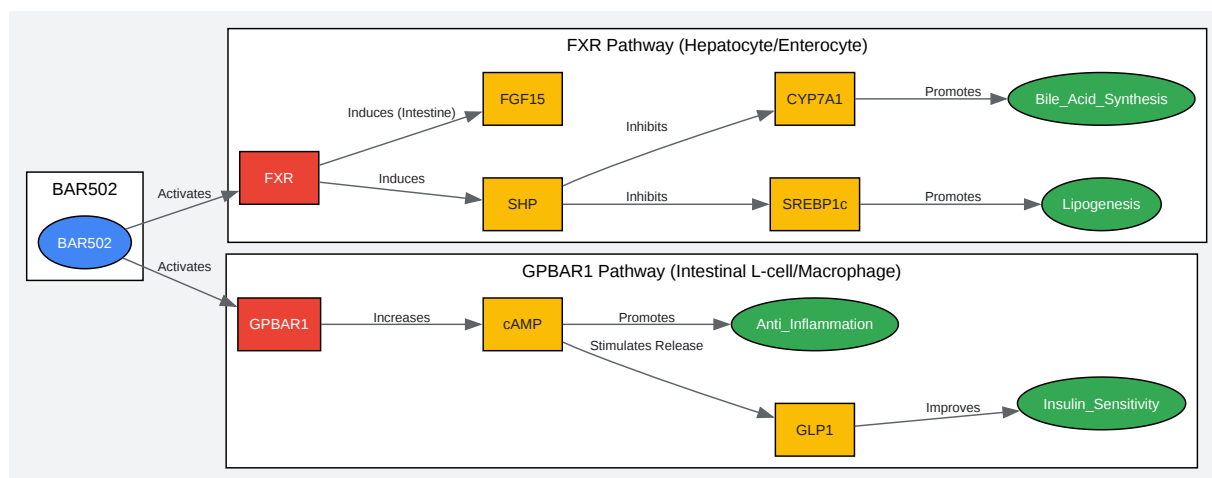 FXR Pathway (Hepatocyte/Enterocyte)
FGF15
CYP7A1
Promotes
Bile_Acid_Synthesis
Induces (Intestine)
Inhibits
FXR
Induces
BAR502
Activates
SHP
Inhibits
SREBP1c
Promotes
Lipogenesis
BAR502
Activates
GPBAR1 Pathway (Intestinal L-cell/Macrophage)
GPBAR1
Increases
cAMP
Promotes
Anti_Inflammation
Stimulates Release
GLP1
Improves
Insulin_Sensitivity